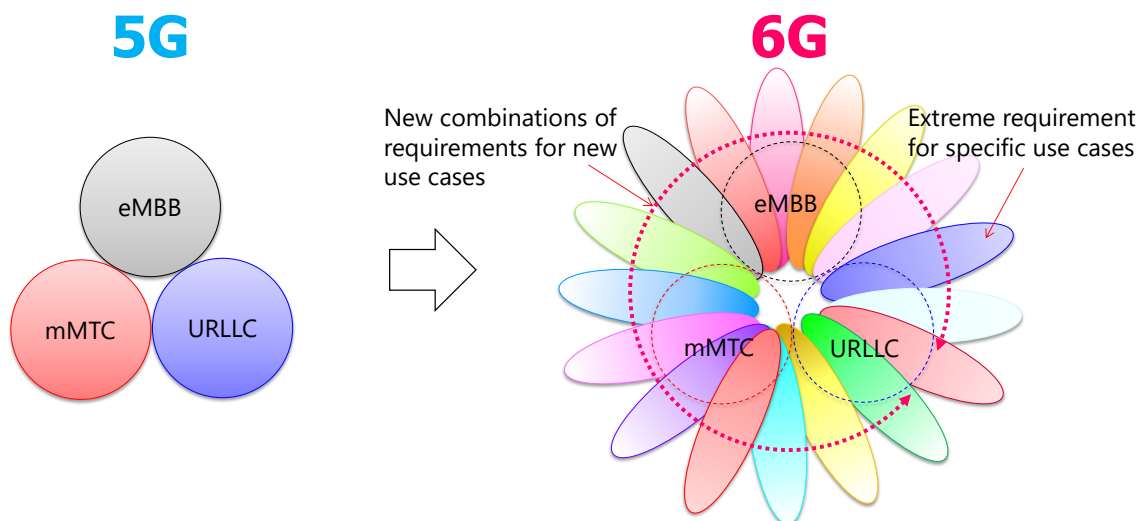 5G
eMBB
mMTC
URLLC
6G
New combinations of
requirements for new
use cases
Extreme requirement
for specific use cases
eMBB
mMTC
URLLC